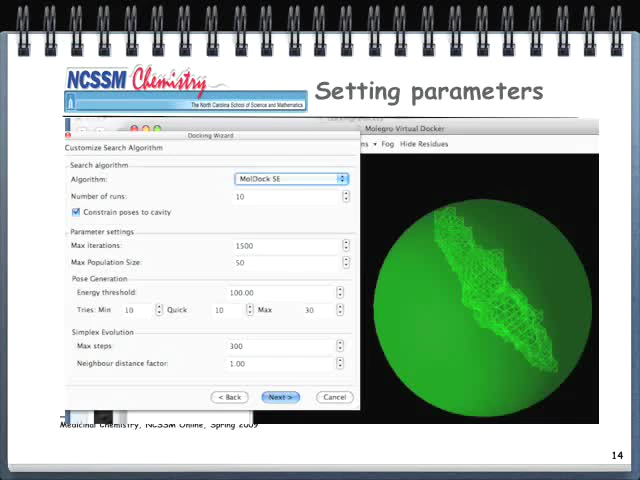 NCSSM Chemistry
The North Carolina School of Science and Mathematics
Setting parameters
Docking Wizard
Molegro Virtual Docker
Customize Search Algorithm
Fog Hide Residues
Search algorithm
Algorithm: MolDock SE
Number of runs: 10
Constrain poses to cavity
Parameter settings
Max iterations: 1500
Max Population Size: 50
Pose Generation
Energy threshold: 100.00
Tries: Min 10 Quick 10 Max 30
Simplex Evolution
Max steps: 300
Neighbour distance factor: 1.00
< Back Next > Cancel
Medicinal Chemistry, NCSSM Online, Spring 2009
14